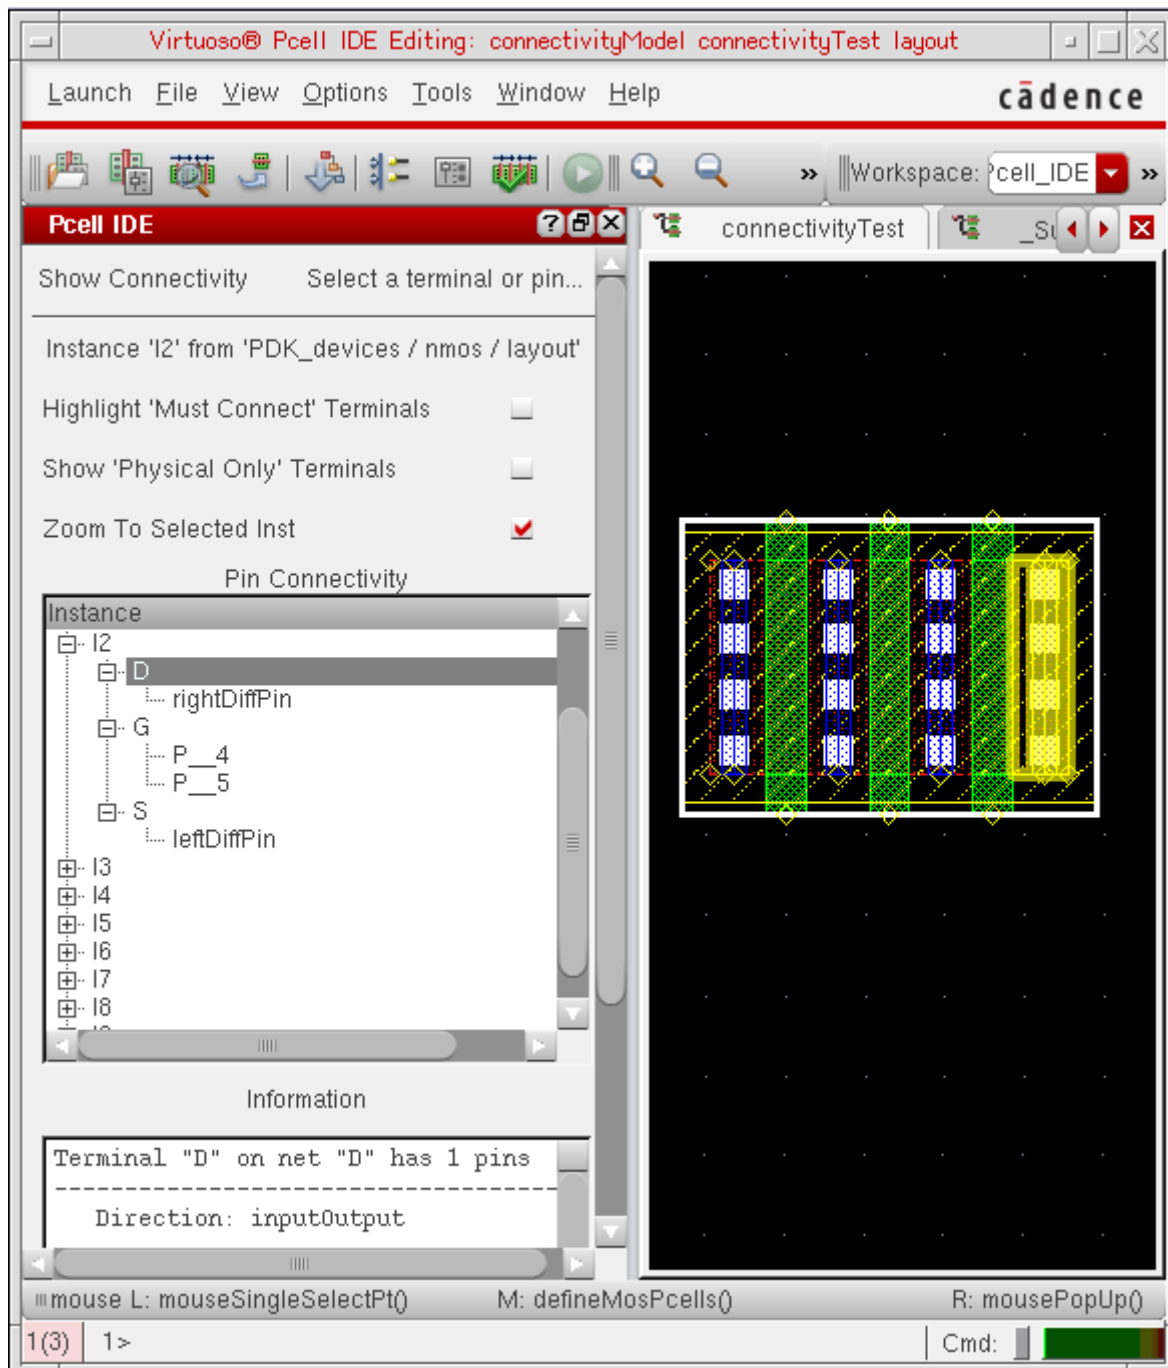 Virtuoso® Pcell IDE Editing: connectivityModel connectivityTest layout
Launch File View Options Tools Window Help cādence
» Workspace: Pcell_IDE »
Pcell IDE ? connectivityTest _Su
Show Connectivity Select a terminal or pin...
Instance 'I2' from 'PDK_devices / nmos / layout'
Highlight 'Must Connect' Terminals
Show 'Physical Only' Terminals
Zoom To Selected Inst
Pin Connectivity
Instance
I2
D
rightDiffPin
G
P__4
P__5
S
leftDiffPin
I3
I4
I5
I6
I7
I8
Information
Terminal "D" on net "D" has 1 pins
--------------------------------
Direction: inputOutput
mouse L: mouseSingleSelectPt() M: defineMosPcells() R: mousePopUp()
1(3) 1> Cmd: